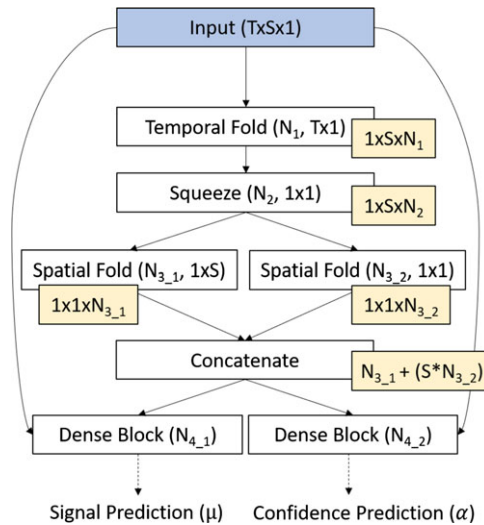 Input (TxSx1)
Temporal Fold (N₁, Tx1)
1xSxN₁
Squeeze (N₂, 1x1)
1xSxN₂
Spatial Fold (N₃_₁, 1xS)
Spatial Fold (N₃_₂, 1x1)
1x1xN₃_₁
1x1xN₃_₂
Concatenate
N₃_₁ + (S*N₃_₂)
Dense Block (N₄_₁)
Dense Block (N₄_₂)
Signal Prediction (μ)
Confidence Prediction (α)